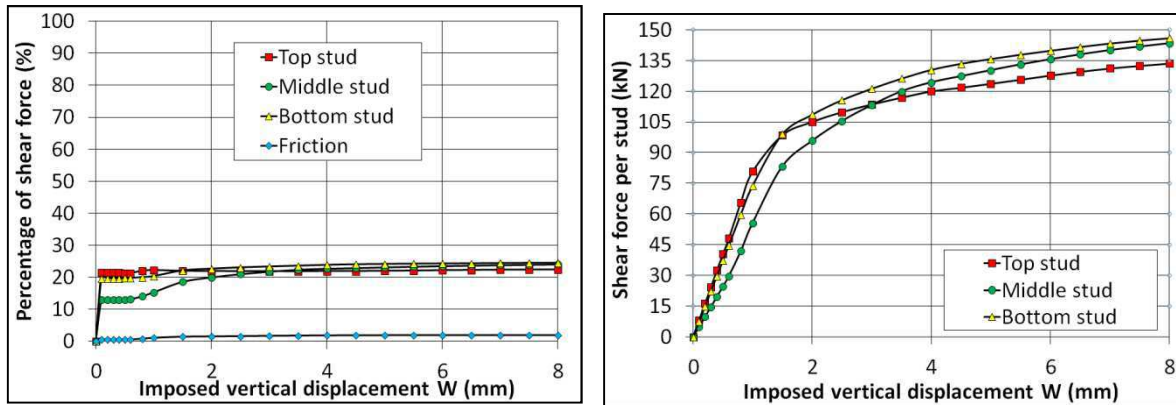 100
90
80
70
60
50
40
30
20
10
0
Percentage of shear force (%)
Top stud
Middle stud
Bottom stud
Friction
0 2 4 6 8
Imposed vertical displacement W (mm)
150
135
120
105
90
75
60
45
30
15
0
Shear force per stud (kN)
Top stud
Middle stud
Bottom stud
0 2 4 6 8
Imposed vertical displacement W (mm)